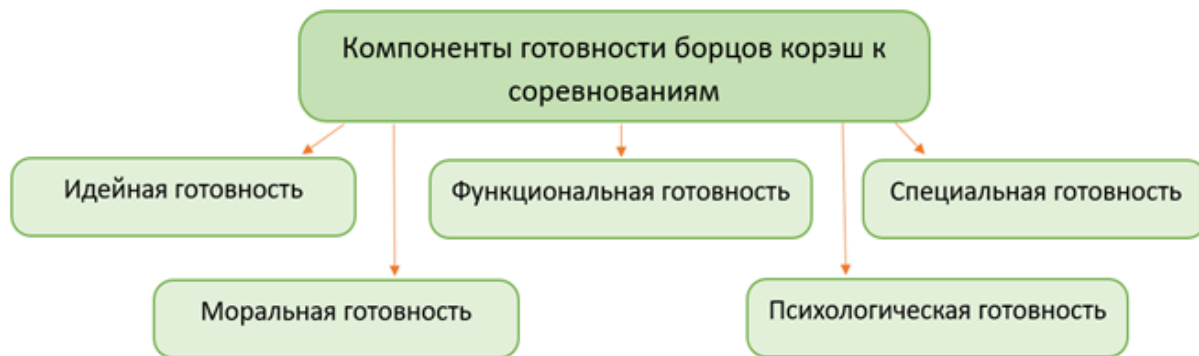 Компоненты готовности борцов корэш к
соревнованиям
Идейная готовность
Функциональная готовность
Специальная готовность
Моральная готовность
Психологическая готовность